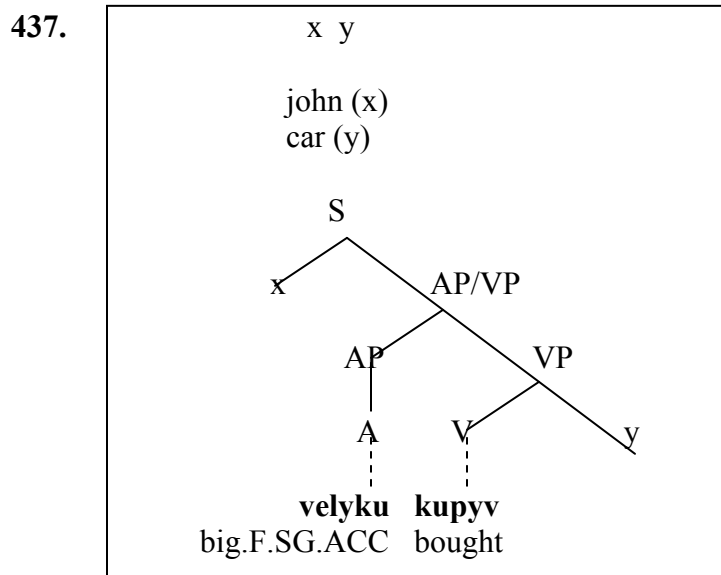 437.
x y
john (x)
car (y)
S
x AP/VP
AP VP
A V y
velyku kupyv
big.F.SG.ACC bought